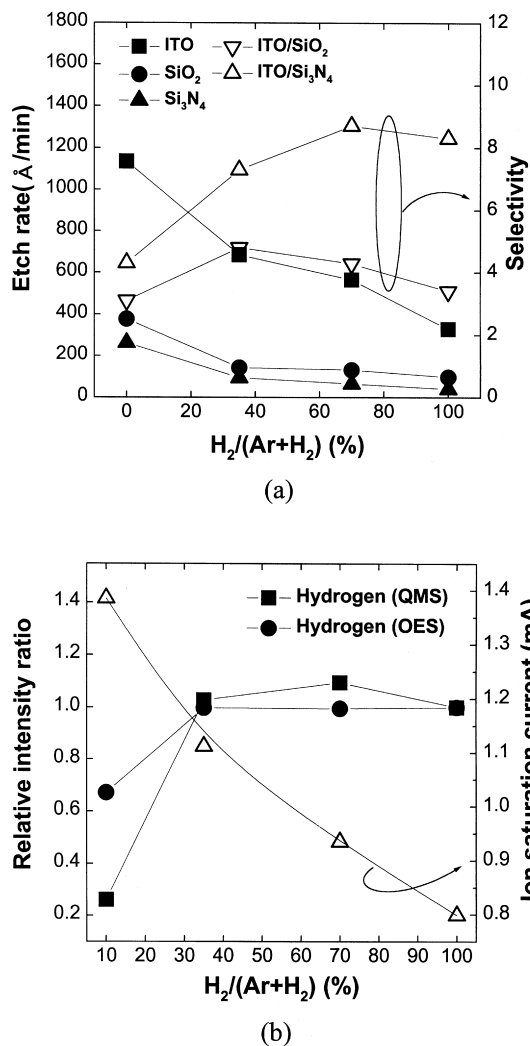 1800
1600
1400
1200
1000
800
600
400
200
0
Etch rate(Å/min)
ITO
SiO2
Si3N4
ITO/SiO2
ITO/Si3N4
12
10
8
6
4
2
0
Selectivity
0 20 40 60 80 100
H2/(Ar+H2) (%)
(a)
1.4
1.2
1.0
0.8
0.6
0.4
0.2
Relative intensity ratio
Hydrogen (QMS)
Hydrogen (OES)
1.4
1.3
1.2
1.1
1.0
0.9
0.8
Ion saturation current (mA)
10 20 30 40 50 60 70 80 90 100
H2/(Ar+H2) (%)
(b)